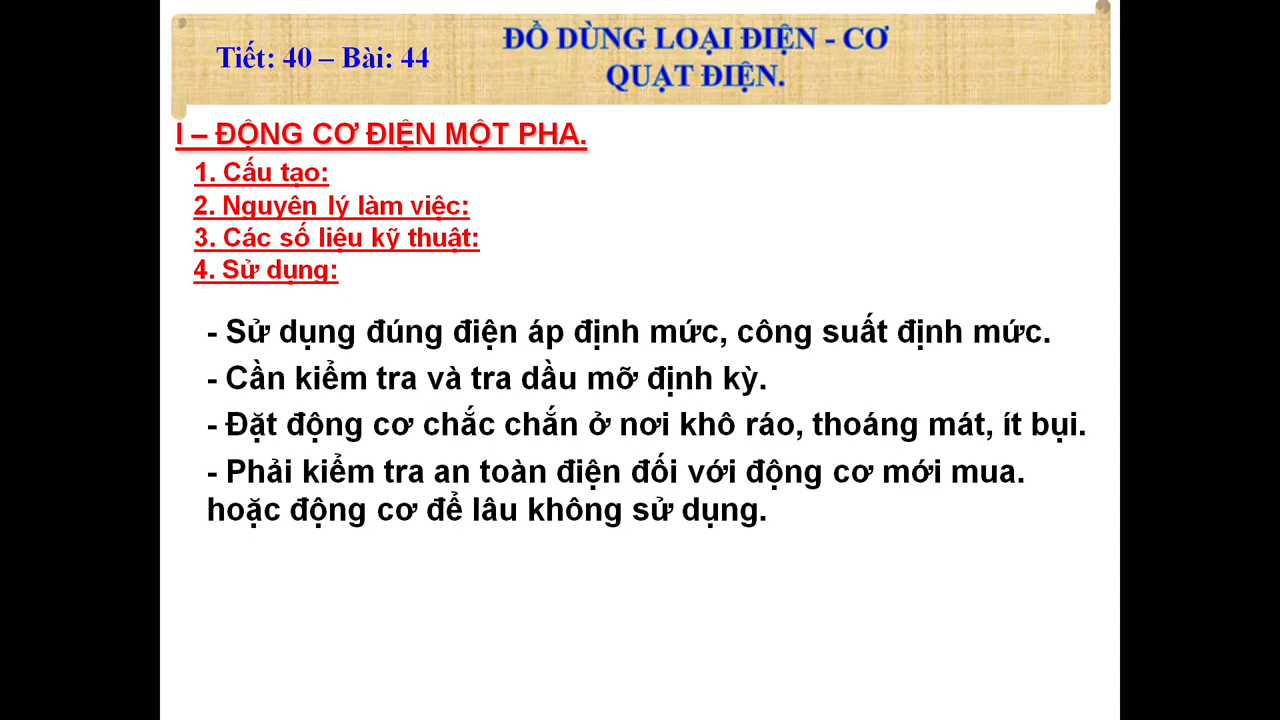 Tiết: 40 – Bài: 44
ĐỒ DÙNG LOẠI ĐIỆN - CƠ
QUẠT ĐIỆN.
I – ĐỘNG CƠ ĐIỆN MỘT PHA.
1. Cấu tạo:
2. Nguyên lý làm việc:
3. Các số liệu kỹ thuật:
4. Sử dụng:
- Sử dụng đúng điện áp định mức, công suất định mức.
- Cần kiểm tra và tra dầu mỡ định kỳ.
- Đặt động cơ chắc chắn ở nơi khô ráo, thoáng mát, ít bụi.
- Phải kiểm tra an toàn điện đối với động cơ mới mua.
hoặc động cơ để lâu không sử dụng.